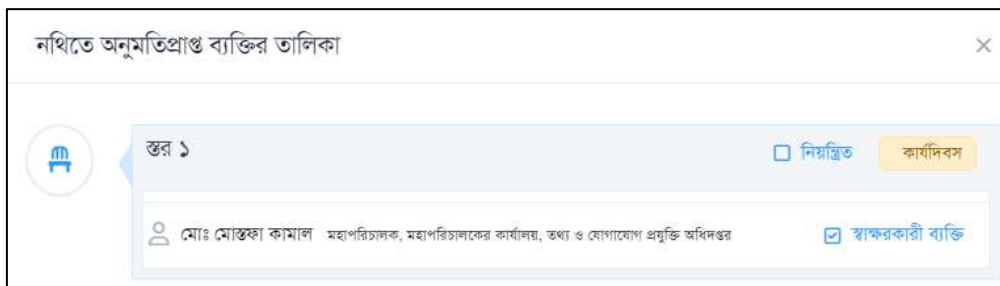 নথিতে অনুমতিপ্রাপ্ত ব্যক্তির তালিকা
স্তর ১ নিয়ন্ত্রিত কার্যদিবস
মোঃ মোস্তফা কামাল মহাপরিচালক, মহাপরিচালকের কার্যালয়, তথ্য ও যোগাযোগ প্রযুক্তি অধিদপ্তর স্বাক্ষরকারী ব্যক্তি